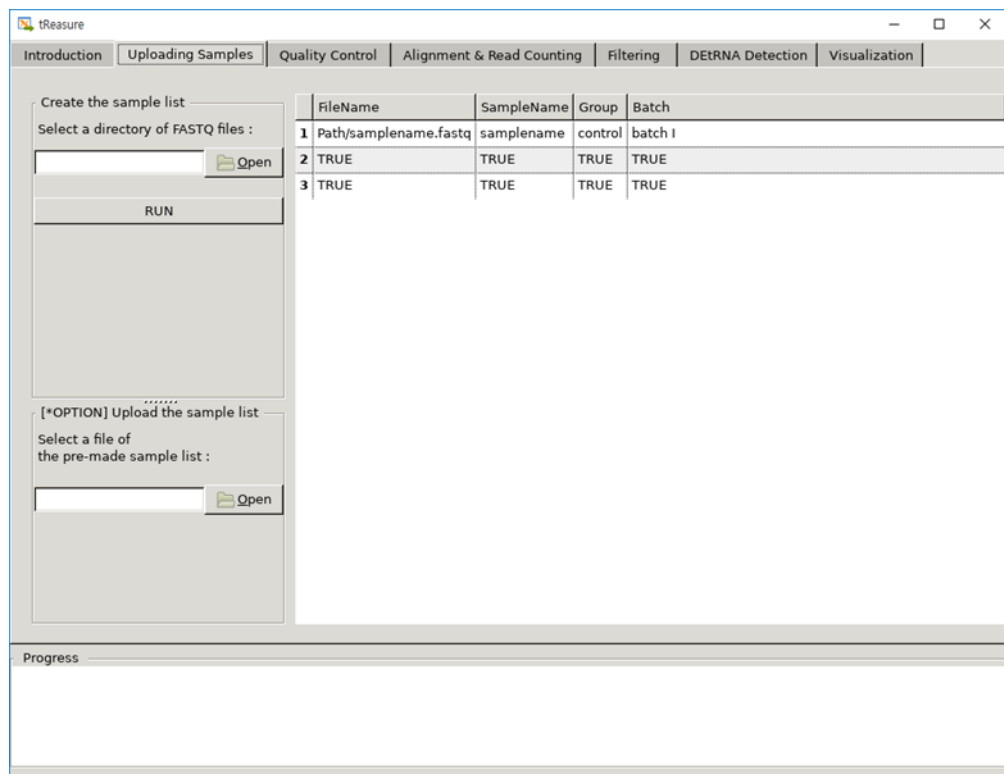 tReasure
Introduction Uploading Samples Quality Control Alignment & Read Counting Filtering DEtRNA Detection Visualization
Create the sample list
Select a directory of FASTQ files :
Open
RUN
[*OPTION] Upload the sample list
Select a file of
the pre-made sample list :
Open
FileName SampleName Group Batch
1 Path/samplename.fastq samplename control batch I
2 TRUE TRUE TRUE TRUE
3 TRUE TRUE TRUE TRUE
Progress